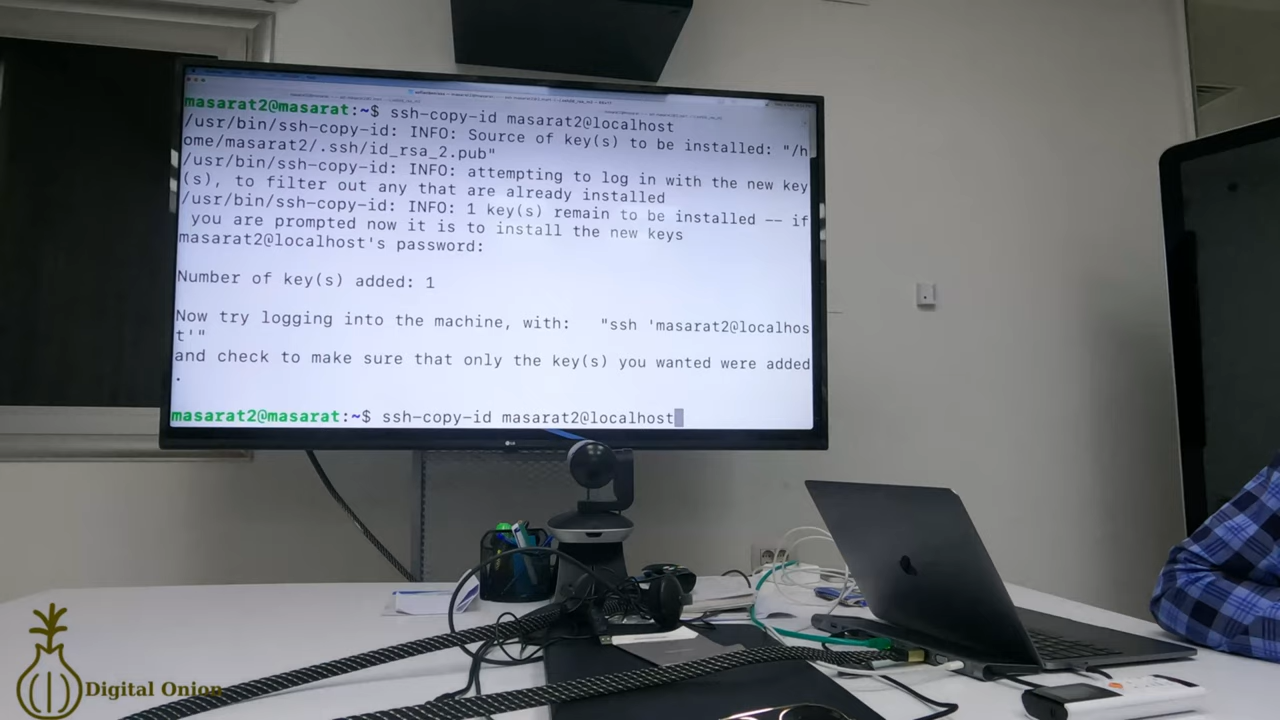 masarat2@masarat:~$ ssh-copy-id masarat2@localhost
/usr/bin/ssh-copy-id: INFO: Source of key(s) to be installed: "/h
ome/masarat2/.ssh/id_rsa_2.pub"
/usr/bin/ssh-copy-id: INFO: attempting to log in with the new key
(s), to filter out any that are already installed
/usr/bin/ssh-copy-id: INFO: 1 key(s) remain to be installed -- if
you are prompted now it is to install the new keys
masarat2@localhost's password:
Number of key(s) added: 1
Now try logging into the machine, with:   "ssh 'masarat2@localhos
t'"
and check to make sure that only the key(s) you wanted were added
.
masarat2@masarat:~$ ssh-copy-id masarat2@localhost
LG
Digital Onion